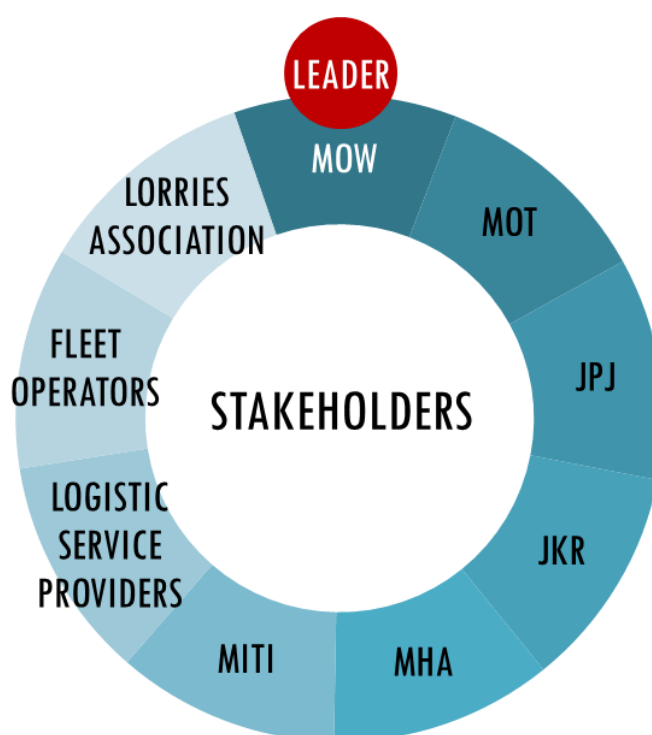 LEADER
MOW
MOT
JPJ
JKR
MHA
MITI
LOGISTIC
SERVICE
PROVIDERS
FLEET
OPERATORS
LORRIES
ASSOCIATION
STAKEHOLDERS